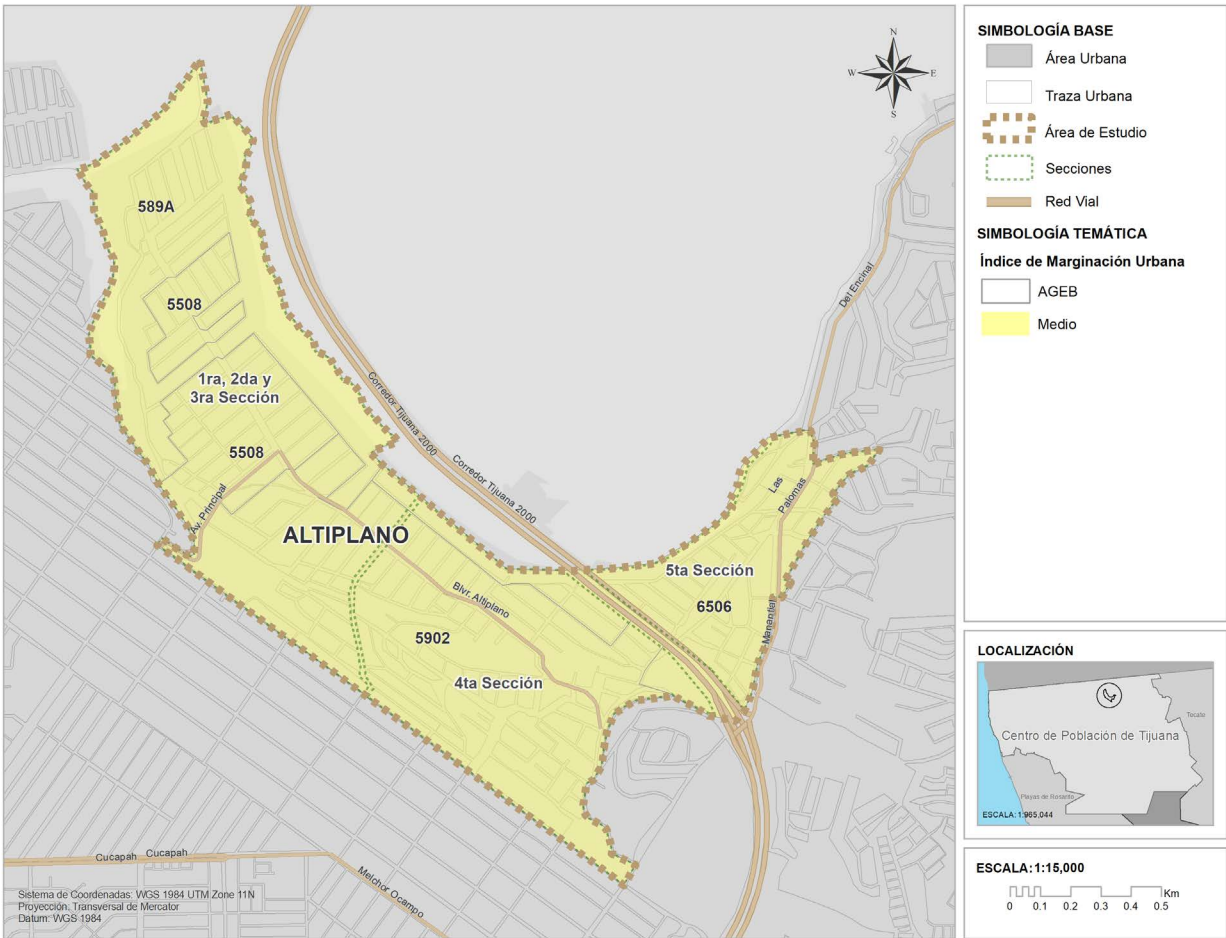 N
W
E
S
589A
5508
1ra, 2da y
3ra Sección
5508
Av. Principal
ALTIPLANO
Corredor Tijuana 2000
Corredor Tijuana 2000
Del Encinal
Las
Palomas
5ta Sección
6506
Manantial
Blvr. Altiplano
5902
4ta Sección
Cucapah
Cucapah
Melchor Ocampo
Sistema de Coordenadas: WGS 1984 UTM Zone 11N
Proyección: Transversal de Mercator
Datum: WGS 1984
SIMBOLOGÍA BASE
Área Urbana
Traza Urbana
Área de Estudio
Secciones
Red Vial
SIMBOLOGÍA TEMÁTICA
Índice de Marginación Urbana
AGEB
Medio
LOCALIZACIÓN
Tecate
Centro de Población de Tijuana
Playas de Rosarito
ESCALA: 1:965,044
ESCALA: 1:15,000
Km
0 0.1 0.2 0.3 0.4 0.5